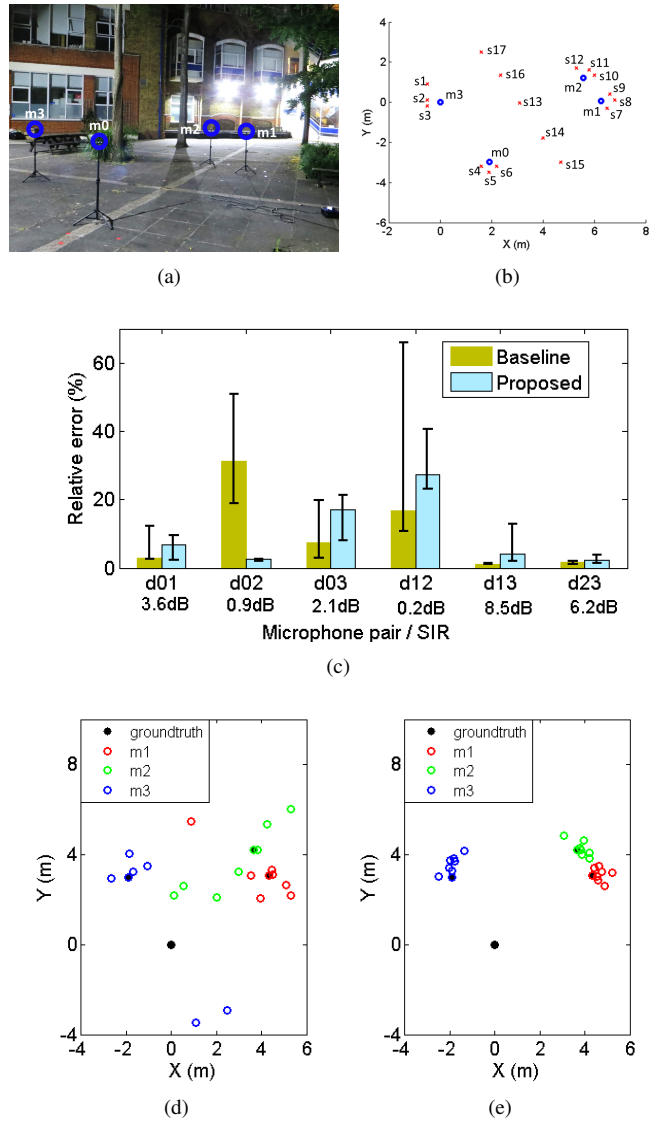 m3
m0
m2
m1
(a)
6
4
2
0
-2
-4
-6
Y (m)
s17
s12
s11
s16
s10
m2
s1
s9
s2
m3
s13
s8
s3
m1
s7
s14
m0
s4
s6
s15
s5
-2 0 2 4 6 8
X (m)
(b)
Relative error (%)
60
40
20
0
Baseline
Proposed
d01 d02 d03 d12 d13 d23
3.6dB 0.9dB 2.1dB 0.2dB 8.5dB 6.2dB
Microphone pair / SIR
(c)
groundtruth
m1
m2
m3
8
4
0
-4
Y (m)
-4 -2 0 2 4 6
X (m)
(d)
groundtruth
m1
m2
m3
8
4
0
-4
Y (m)
-4 -2 0 2 4 6
X (m)
(e)